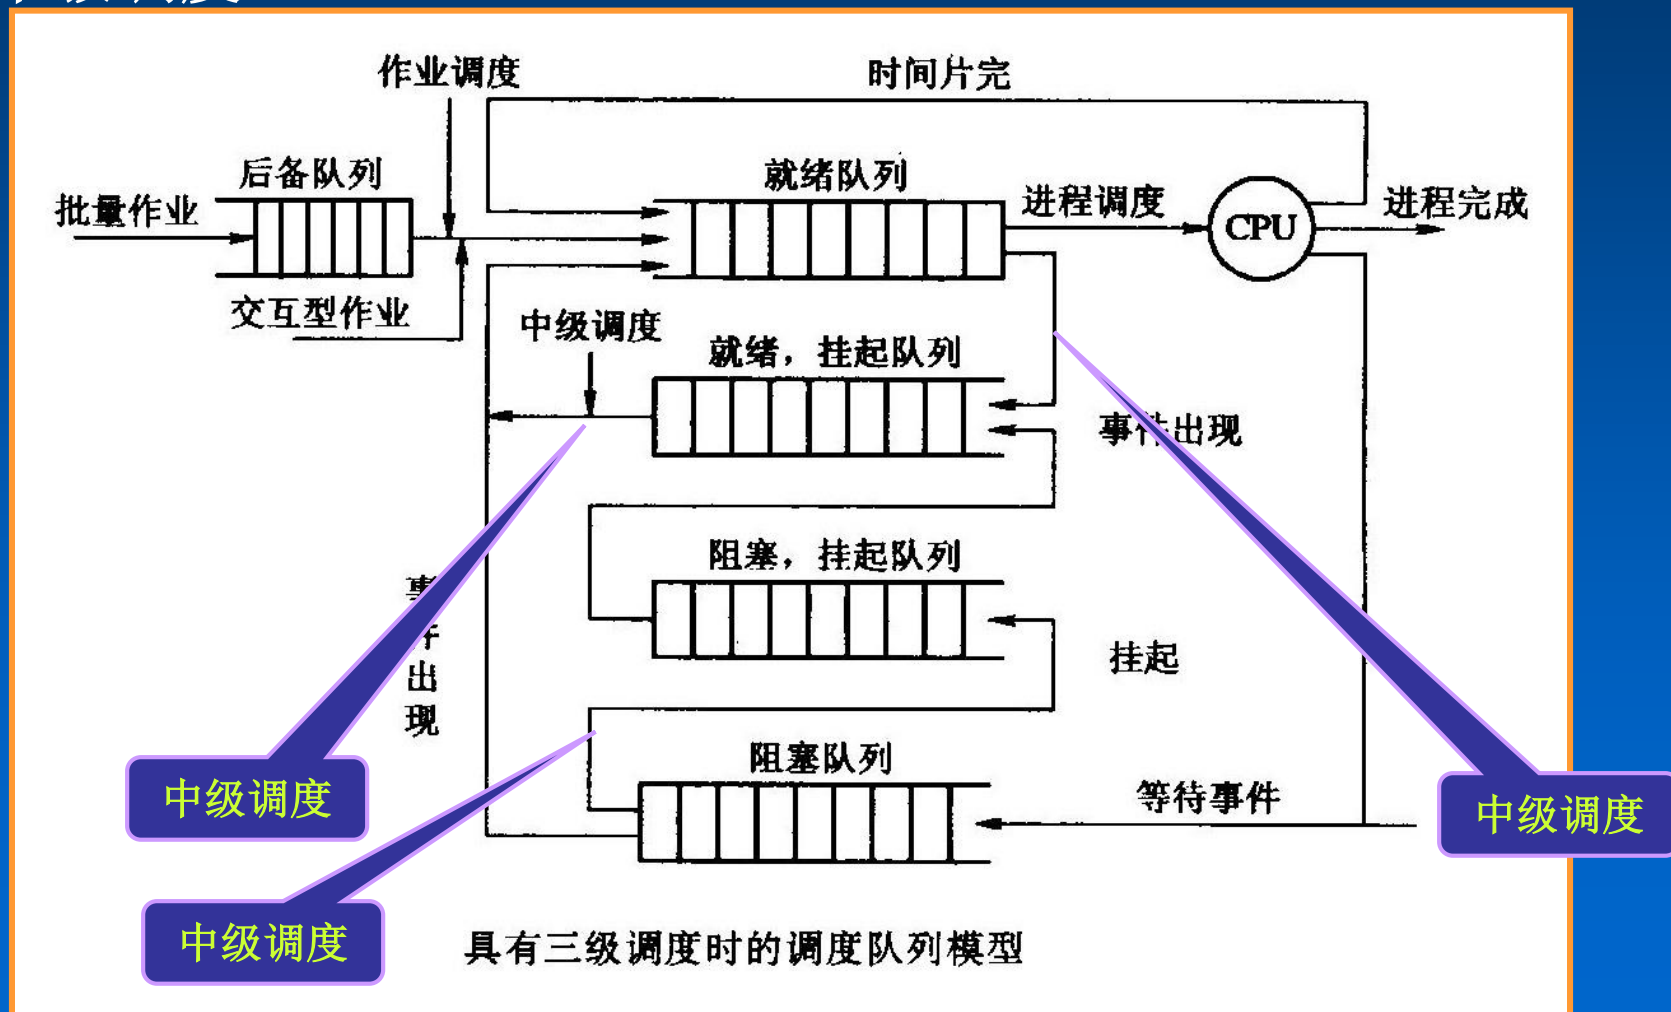 作业调度
时间片完
后备队列
就绪队列
批量作业
进程调度
CPU
进程完成
交互型作业
中级调度
就绪，挂起队列
事件出现
阻塞，挂起队列
事件出现
挂起
阻塞队列
中级调度
等待事件
中级调度
中级调度
具有三级调度时的调度队列模型